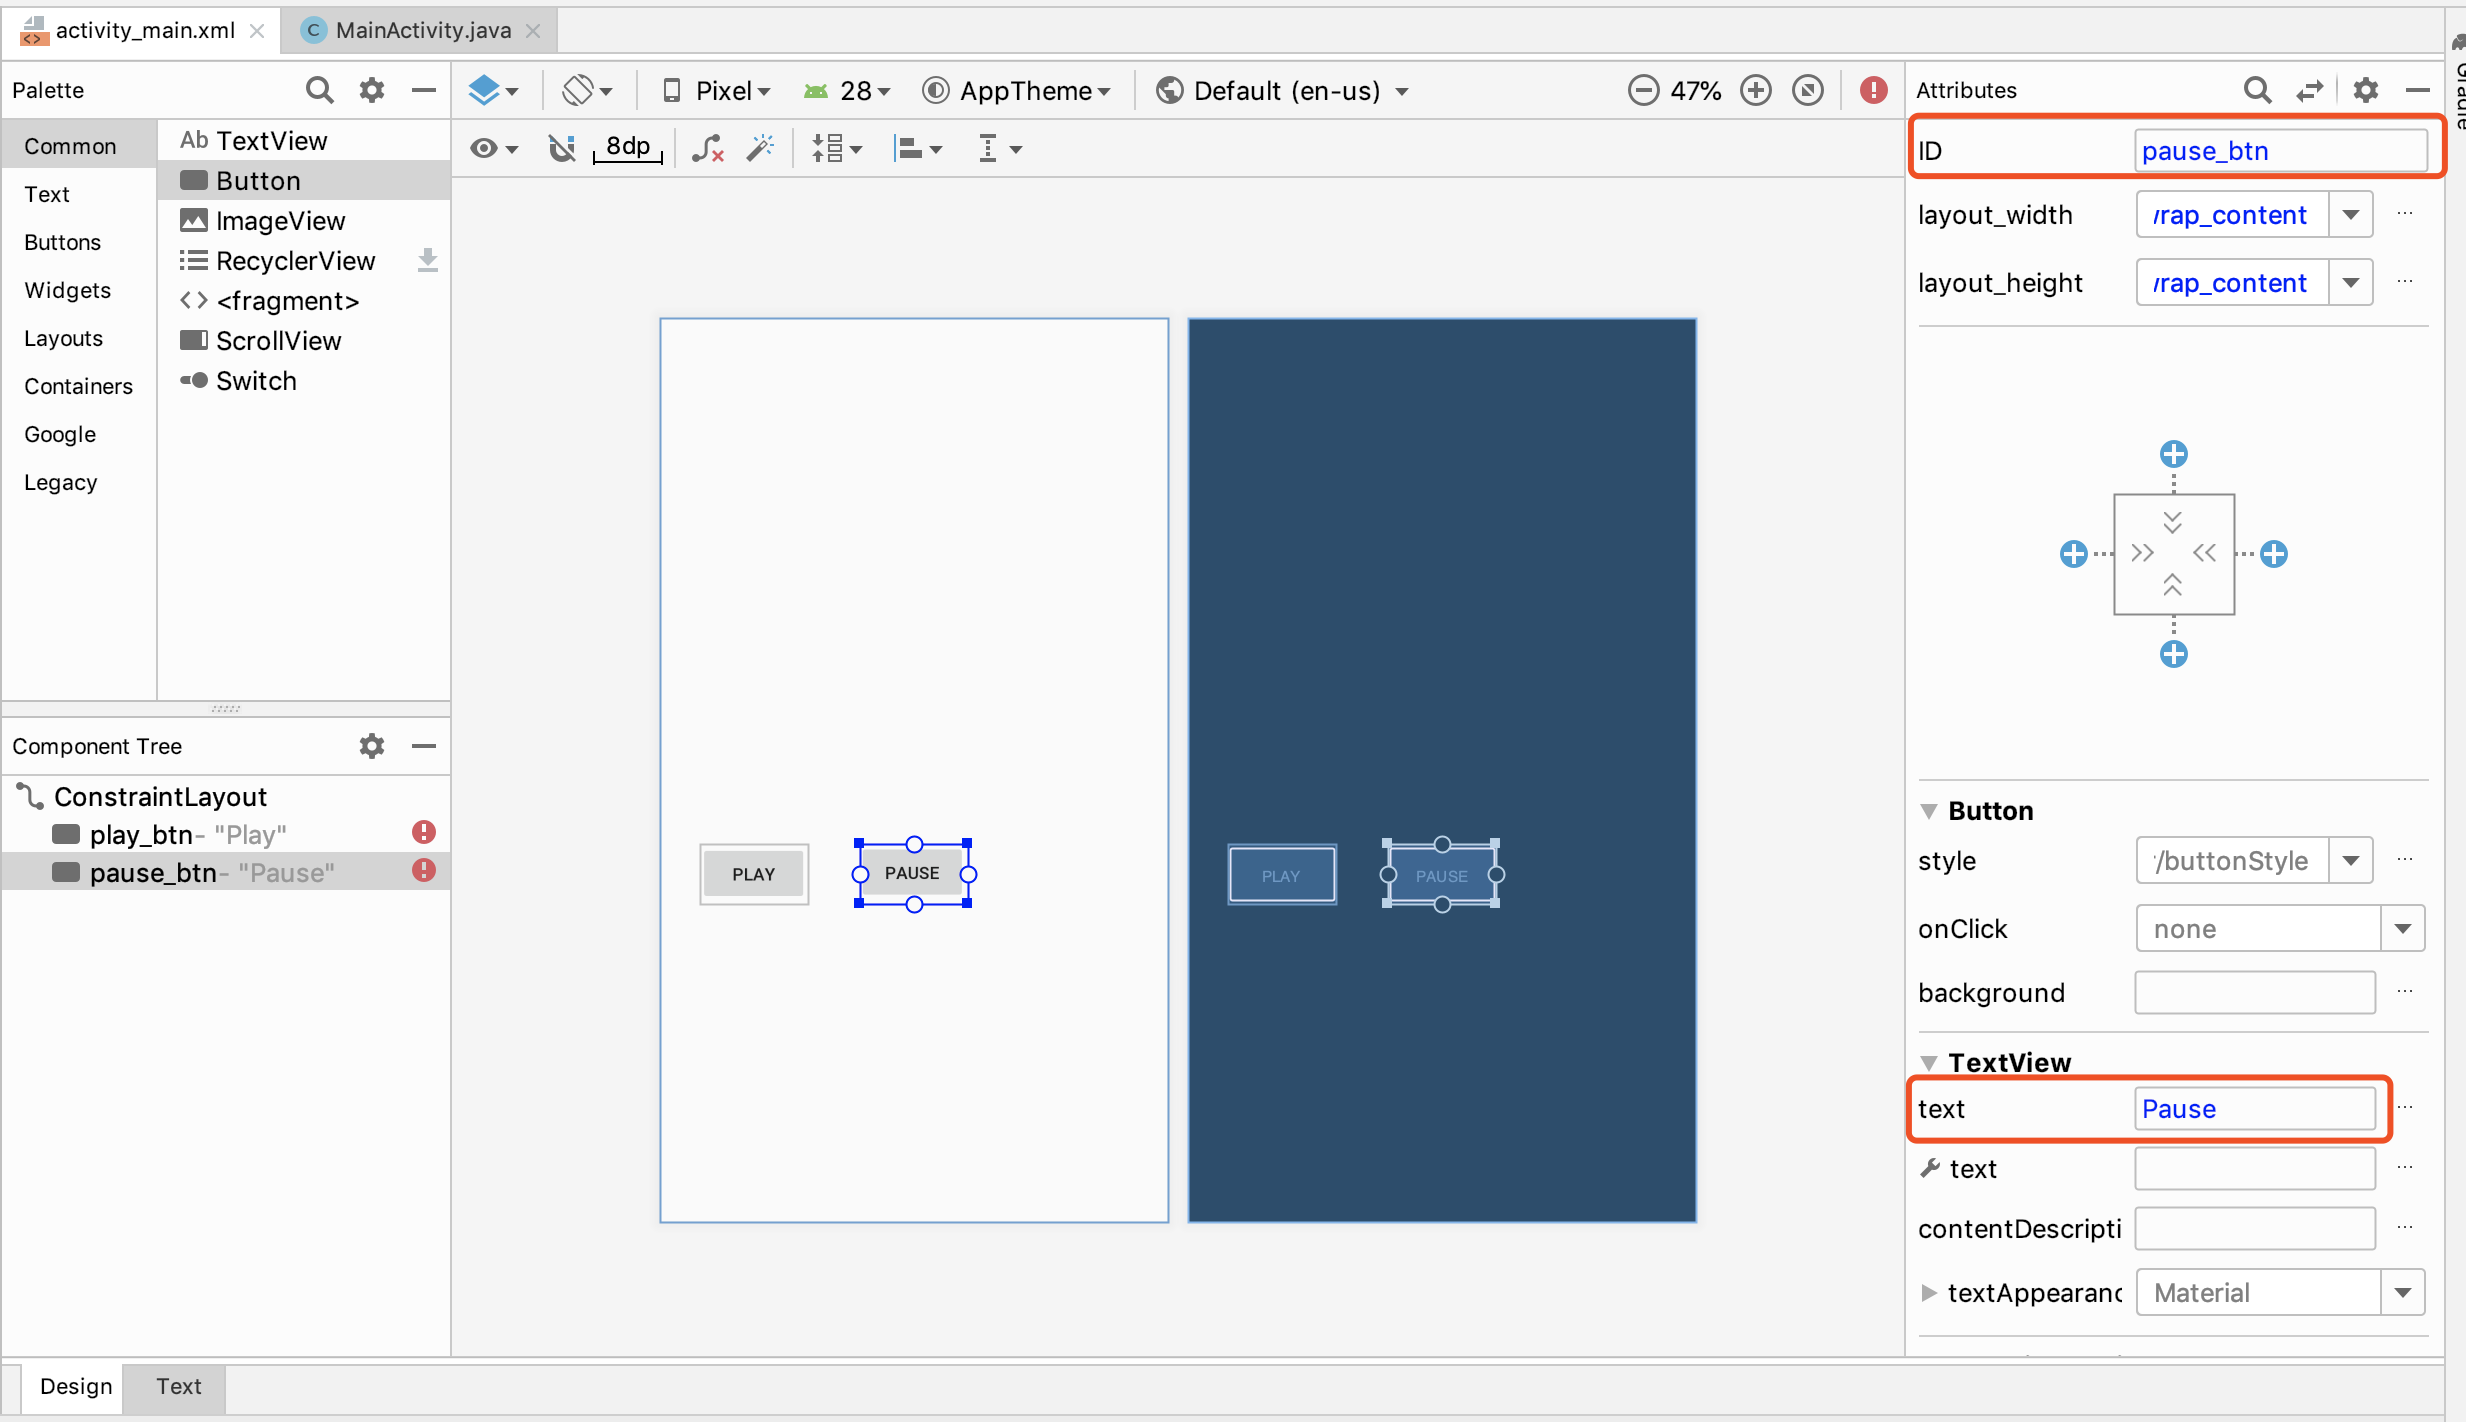 activity_main.xml
MainActivity.java
Palette
Common
Text
Buttons
Widgets
Layouts
Containers
Google
Legacy
Ab TextView
Button
ImageView
RecyclerView
<fragment>
ScrollView
Switch
Component Tree
ConstraintLayout
play_btn- "Play"
pause_btn- "Pause"
Pixel
28
AppTheme
Default (en-us)
47%
8dp
PLAY
PAUSE
PLAY
PAUSE
Attributes
ID pause_btn
layout_width rap_content
layout_height rap_content
Button
style /buttonStyle
onClick none
background
TextView
text Pause
text
contentDescripti
textAppearanc Material
Design
Text
Gradle